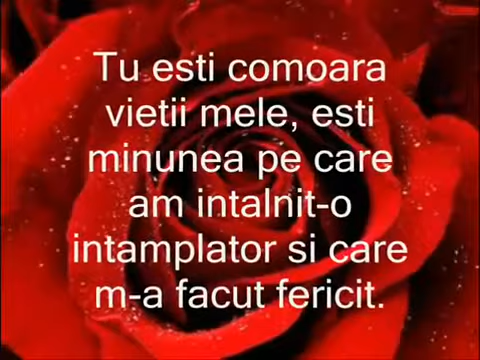 Tu esti comoara
vietii mele, esti
minunea pe care
am intalnit-o
intamplator si care
m-a facut fericit.